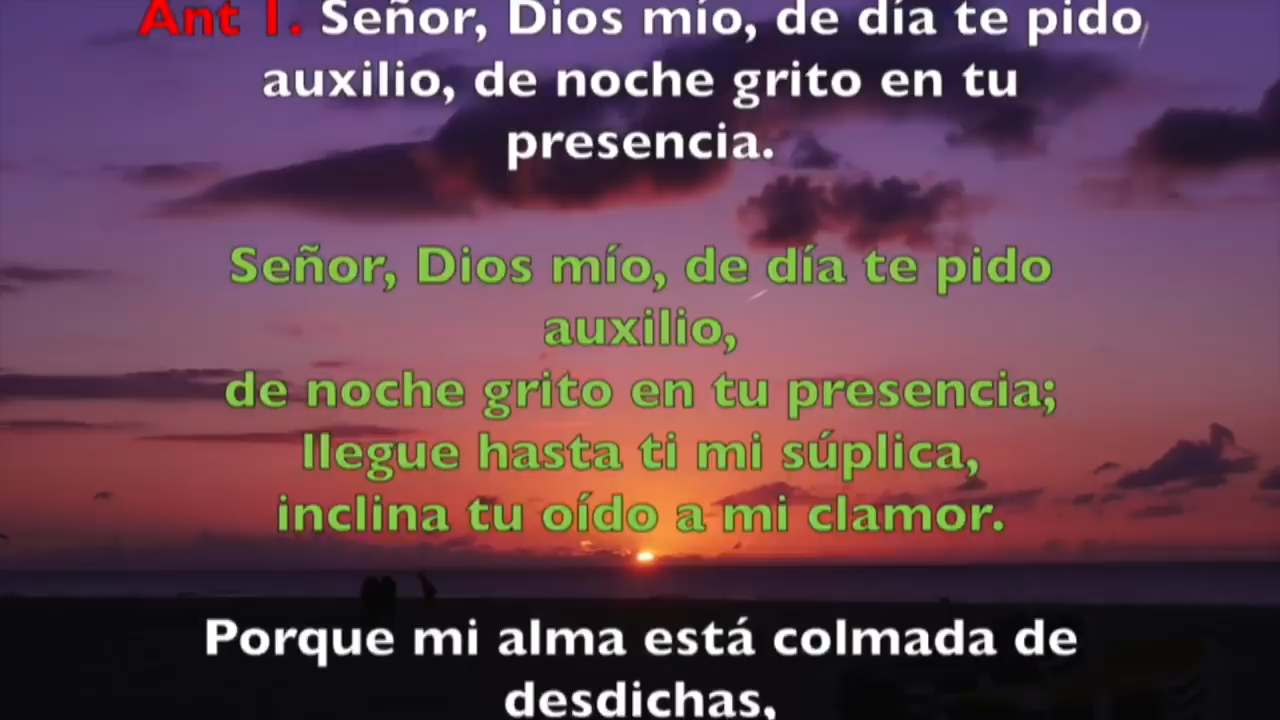 Ant 1. Señor, Dios mío, de día te pido,
auxilio, de noche grito en tu
presencia.
Señor, Dios mío, de día te pido
auxilio,
de noche grito en tu presencia;
llegue hasta ti mi súplica,
inclina tu oído a mi clamor.
Porque mi alma está colmada de
desdichas,